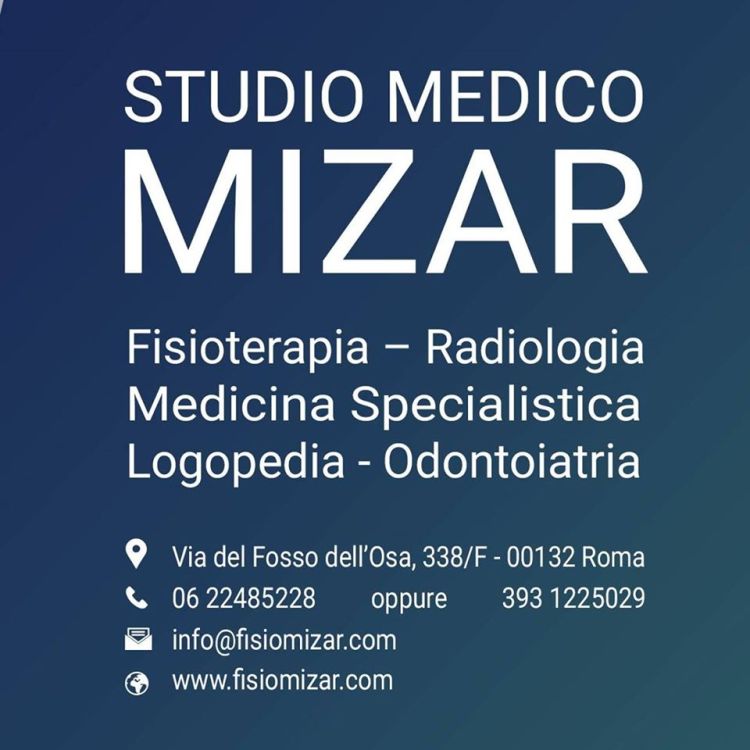 STUDIO MEDICO
MIZAR
Fisioterapia – Radiologia
Medicina Specialistica
Logopedia - Odontoiatria
Via del Fosso dell’Osa, 338/F - 00132 Roma
06 22485228 oppure 393 1225029
info@fisiomizar.com
www.fisiomizar.com